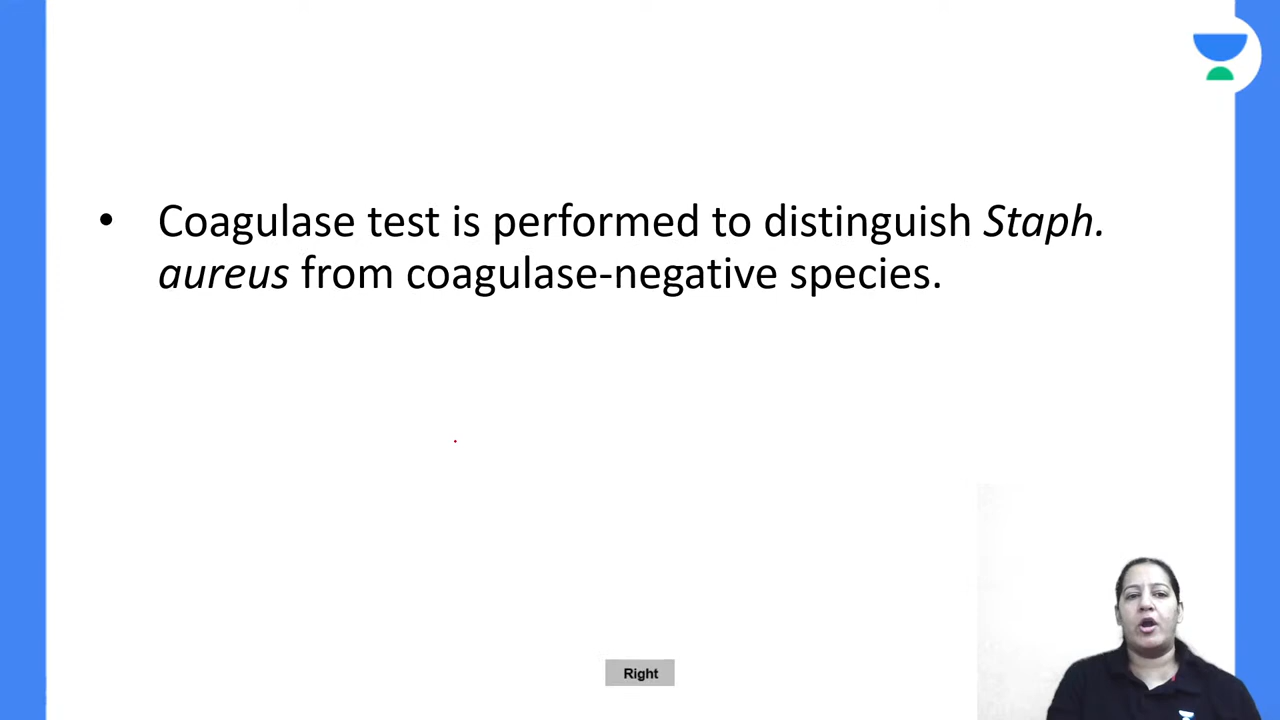 • Coagulase test is performed to distinguish Staph.
aureus from coagulase-negative species.
Right